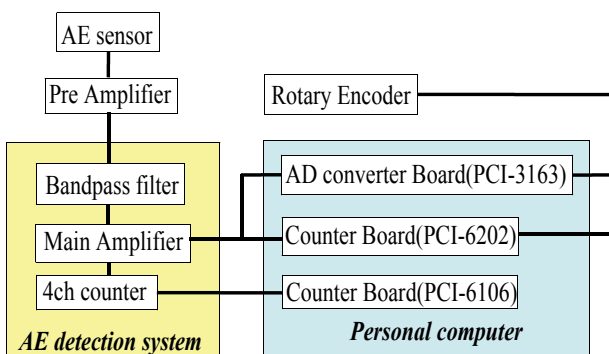 AE sensor
Pre Amplifier
Rotary Encoder
Bandpass filter
AD converter Board(PCI-3163)
Main Amplifier
Counter Board(PCI-6202)
4ch counter
Counter Board(PCI-6106)
AE detection system
Personal computer